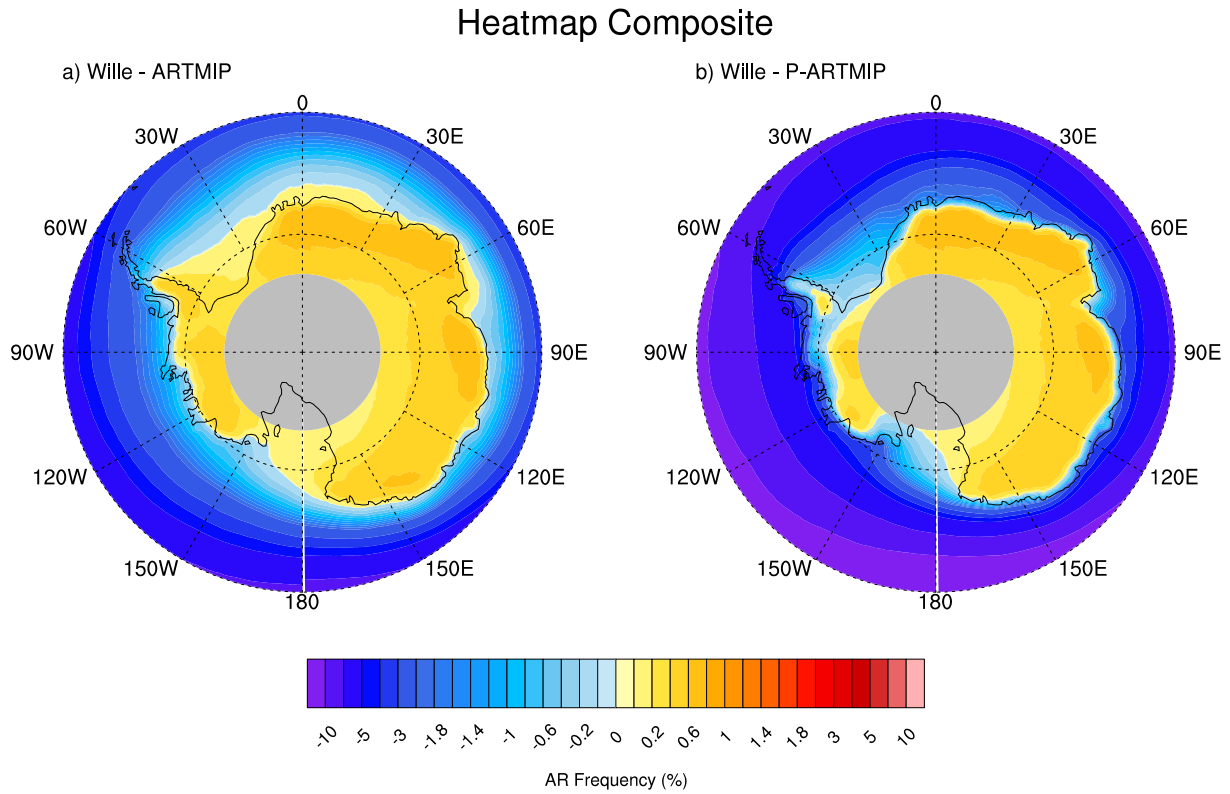 Heatmap Composite
a) Wille - ARTMIP
b) Wille - P-ARTMIP
0
30W
30E
60W
60E
90W
90E
120W
120E
150W
150E
180
0
30W
30E
60W
60E
90W
90E
120W
120E
150W
150E
180
-10 -5 -3 -1.8 -1.4 -1 -0.6 -0.2 0 0.2 0.6 1 1.4 1.8 3 5 10
AR Frequency (%)